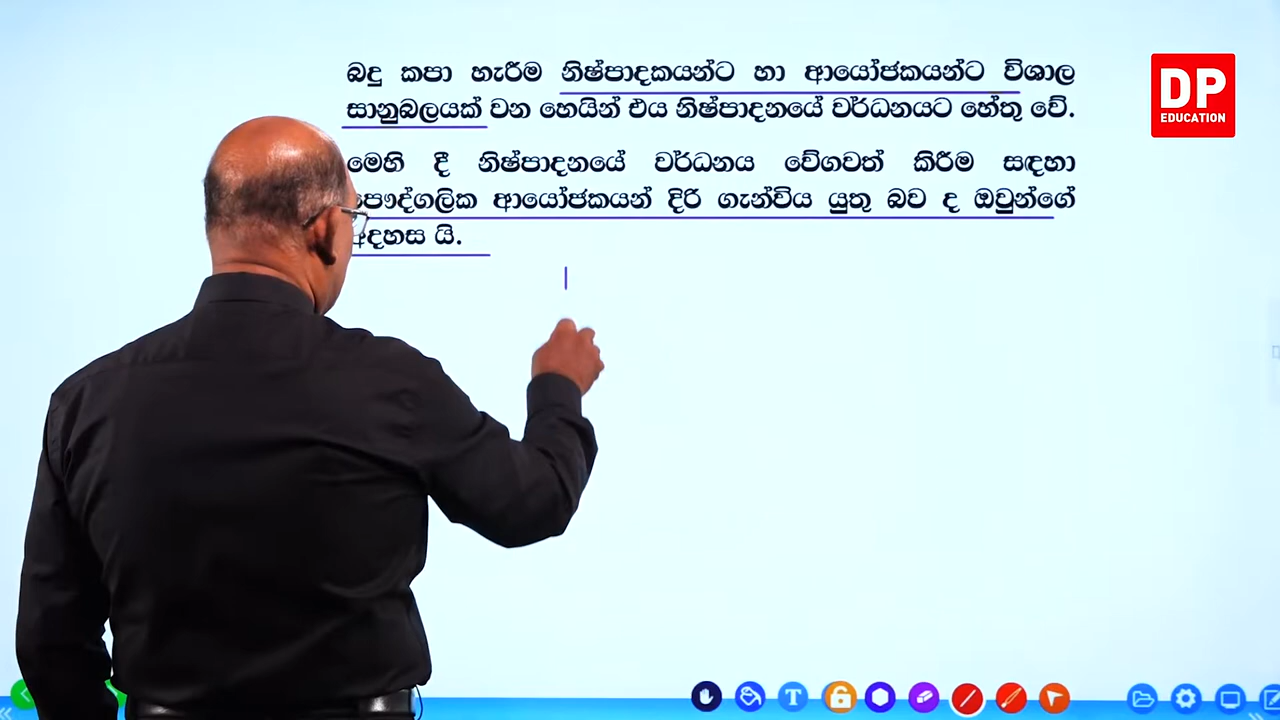 බදු කපා හැරීම නිෂ්පාදකයන්ට හා ආයෝජකයන්ට විශාල
සානුබලයක් වන හෙයින් එය නිෂ්පාදනයේ වර්ධනයට හේතු වේ.
මෙහි දී නිෂ්පාදනයේ වර්ධනය වේගවත් කිරීම සඳහා
පෞද්ගලික ආයෝජකයන් දිරි ගැන්විය යුතු බව ද ඔවුන්ගේ
අදහස යි.
DP
EDUCATION